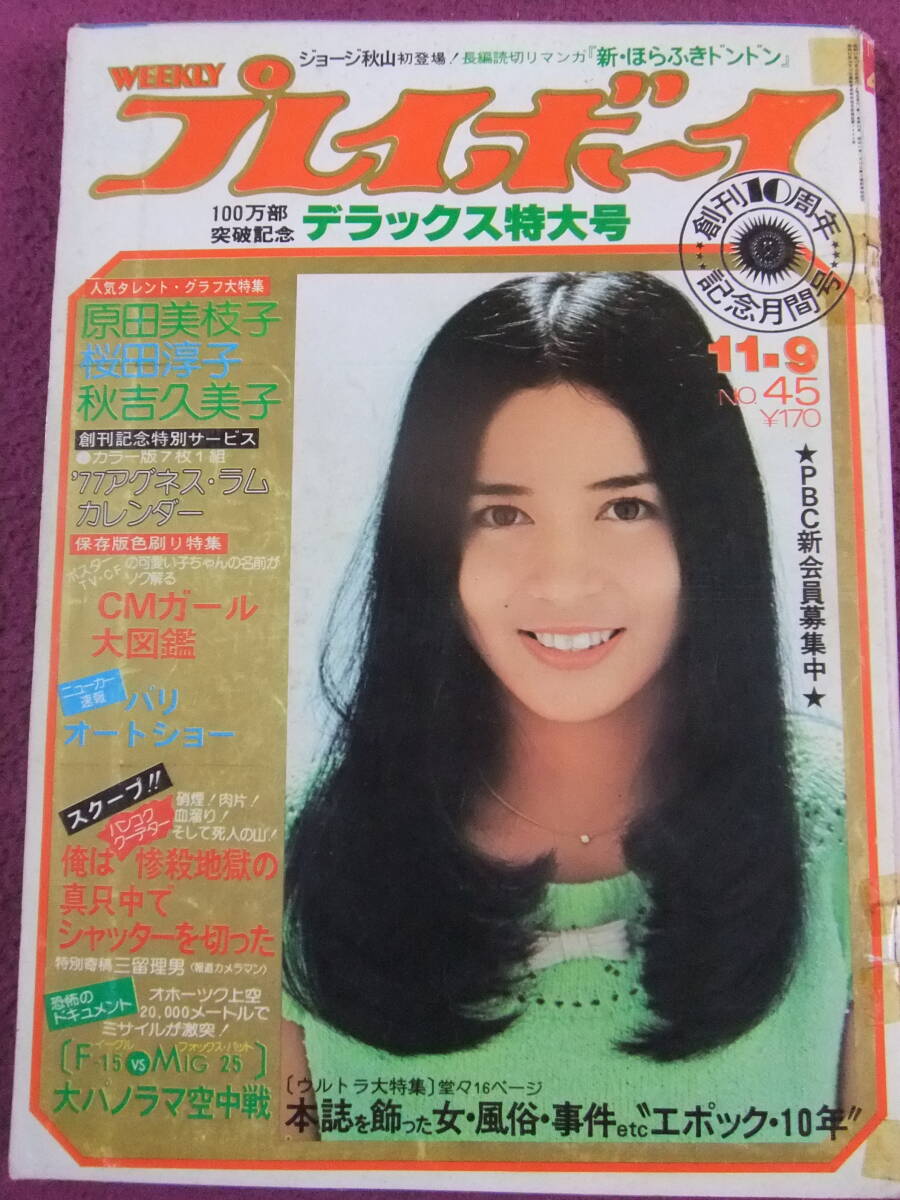 ジョージ秋山初登場!長編読切りマンガ『新・ほらふきドンドン』
WEEKLY
プレイボーイ
100万部
突破記念
デラックス特大号
創刊10周年
記念月間号
11・9
NO.45
¥170
★PBC新会員募集中★
人気タレント・グラフ大特集
原田美枝子
桜田淳子
秋吉久美子
創刊記念特別サービス
●カラー版7枚1組
'77アグネス・ラム
カレンダー
保存版色刷り特集
ポスター
TV・CF
の可愛い子ちゃんの名前が
ソク解る
CMガール
大図鑑
ニューカー
速報
パリ
オートショー
スクープ!!
バンコク
クーデター
硝煙!肉片!
血溜り!
そして死人の山!
俺は“惨殺地獄の
真只中で
シャッターを切った
特別寄稿三留理男(報道カメラマン)
恐怖の
ドキュメント
オホーツク上空
20,000メートルで
ミサイルが激突!
イーグル フォックス・バット
〔F-15 VS MiG 25〕
大パノラマ空中戦
〔ウルトラ大特集〕堂々16ページ
本誌を飾った女・風俗・事件etc“エポック・10年”